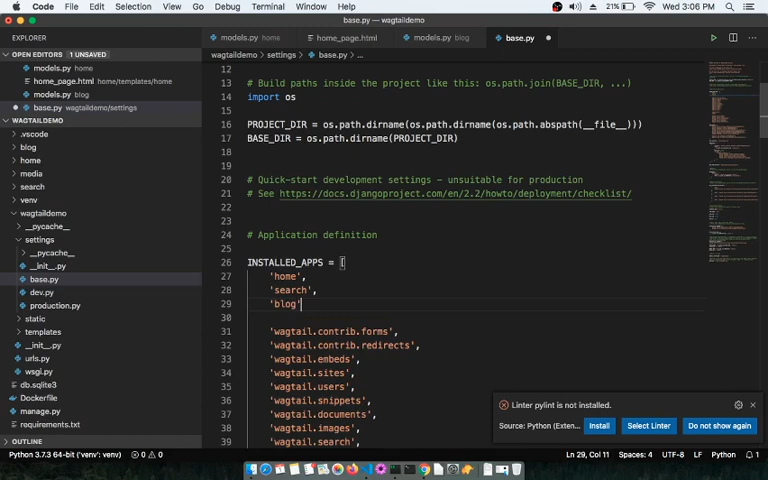 Code File Edit Selection View Go Debug Terminal Window Help 21% Wed 3:06 PM
base.py — wagtaildemo
EXPLORER
models.py home
home_page.html
models.py blog
base.py
OPEN EDITORS 1 UNSAVED
models.py home
home_page.html home/templates/home
models.py blog
base.py wagtaildemo/settings
WAGTAILDEMO
.vscode
blog
home
media
search
venv
wagtaildemo
__pycache__
settings
__pycache__
__init__.py
base.py
dev.py
production.py
static
templates
__init__.py
urls.py
wsgi.py
db.sqlite3
Dockerfile
manage.py
requirements.txt
OUTLINE
wagtaildemo > settings > base.py > ...
12
13 # Build paths inside the project like this: os.path.join(BASE_DIR, ...)
14 import os
15
16 PROJECT_DIR = os.path.dirname(os.path.dirname(os.path.abspath(__file__)))
17 BASE_DIR = os.path.dirname(PROJECT_DIR)
18
19
20 # Quick-start development settings - unsuitable for production
21 # See https://docs.djangoproject.com/en/2.2/howto/deployment/checklist/
22
23
24 # Application definition
25
26 INSTALLED_APPS = [
27 'home',
28 'search',
29 'blog'
30
31 'wagtail.contrib.forms',
32 'wagtail.contrib.redirects',
33 'wagtail.embeds',
34 'wagtail.sites',
35 'wagtail.users',
36 'wagtail.snippets',
37 'wagtail.documents',
38 'wagtail.images',
39 'wagtail.search',
Linter pylint is not installed.
Source: Python (Exten...
Install
Select Linter
Do not show again
Python 3.7.3 64-bit ('venv': venv) 0 0 Ln 29, Col 11 Spaces: 4 UTF-8 LF Python 1